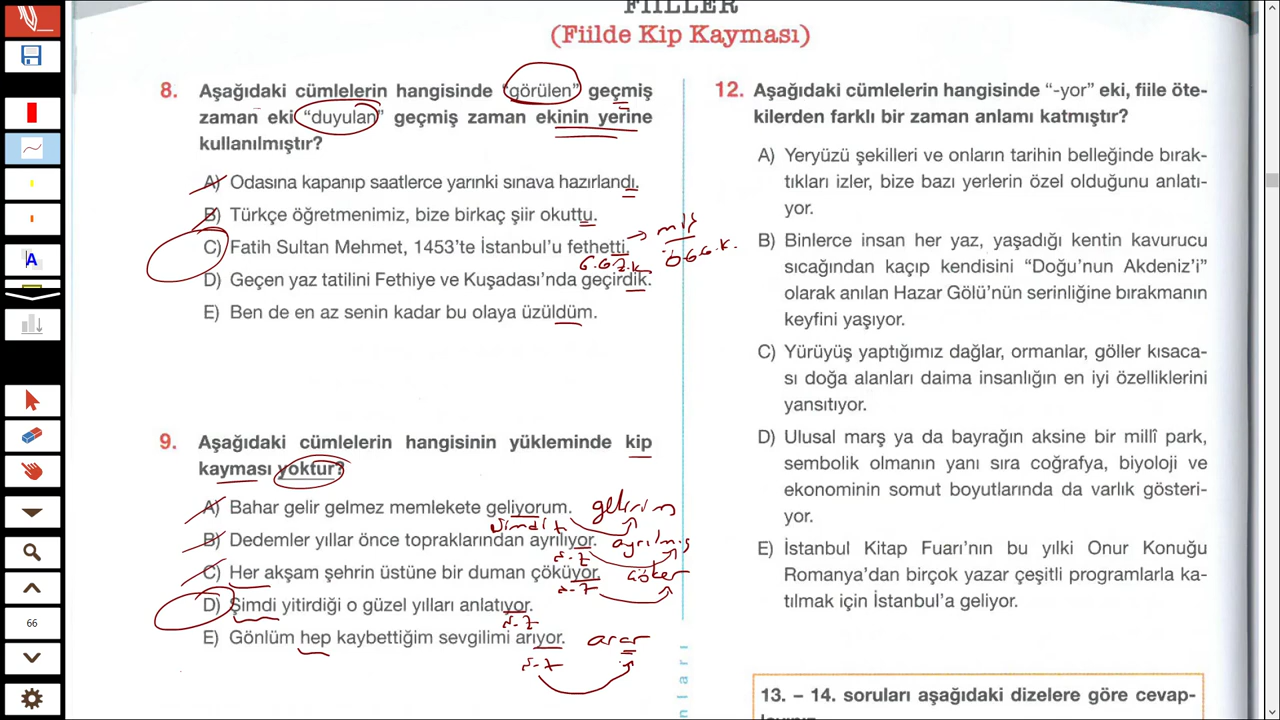 FİİLLER
(Fiilde Kip Kayması)
8. Aşağıdaki cümlelerin hangisinde "görülen" geçmiş
zaman eki "duyulan" geçmiş zaman ekinin yerine
kullanılmıştır?
A) Odasına kapanıp saatlerce yarınki sınava hazırlandı.
B) Türkçe öğretmenimiz, bize birkaç şiir okuttu.
C) Fatih Sultan Mehmet, 1453'te İstanbul'u fethetti.
mış
G.G.Z.K
Ö.G.G.K.
D) Geçen yaz tatilini Fethiye ve Kuşadası'nda geçirdik.
E) Ben de en az senin kadar bu olaya üzüldüm.
9. Aşağıdaki cümlelerin hangisinin yükleminde kip
kayması yoktur?
A) Bahar gelir gelmez memlekete geliyorum.
gelirim
Şimdi z
B) Dedemler yıllar önce topraklarından ayrılıyor.
ayrılmış
ş-z
C) Her akşam şehrin üstüne bir duman çöküyor.
çöker
ş-z
D) Şimdi yitirdiği o güzel yılları anlatıyor.
ş-z
E) Gönlüm hep kaybettiğim sevgilimi arıyor.
arar
ş-z
12. Aşağıdaki cümlelerin hangisinde "-yor" eki, fiile öte-
kilerden farklı bir zaman anlamı katmıştır?
A) Yeryüzü şekilleri ve onların tarihin belleğinde bırak-
tıkları izler, bize bazı yerlerin özel olduğunu anlatı-
yor.
B) Binlerce insan her yaz, yaşadığı kentin kavurucu
sıcağından kaçıp kendisini "Doğu'nun Akdeniz'i"
olarak anılan Hazar Gölü'nün serinliğine bırakmanın
keyfini yaşıyor.
C) Yürüyüş yaptığımız dağlar, ormanlar, göller kısaca-
sı doğa alanları daima insanlığın en iyi özelliklerini
yansıtıyor.
D) Ulusal marş ya da bayrağın aksine bir millî park,
sembolik olmanın yanı sıra coğrafya, biyoloji ve
ekonominin somut boyutlarında da varlık gösteri-
yor.
E) İstanbul Kitap Fuarı'nın bu yılki Onur Konuğu
Romanya'dan birçok yazar çeşitli programlarla ka-
tılmak için İstanbul'a geliyor.
13. – 14. soruları aşağıdaki dizelere göre cevap-
A
66